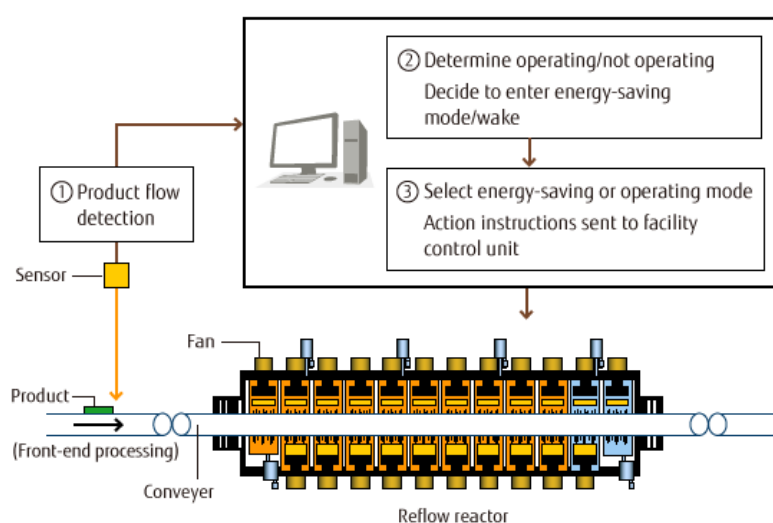 ② Determine operating/not operating
Decide to enter energy-saving
mode/wake
① Product flow
detection
③ Select energy-saving or operating mode
Action instructions sent to facility
control unit
Sensor
Fan
Product
(Front-end processing)
Conveyer
Reflow reactor